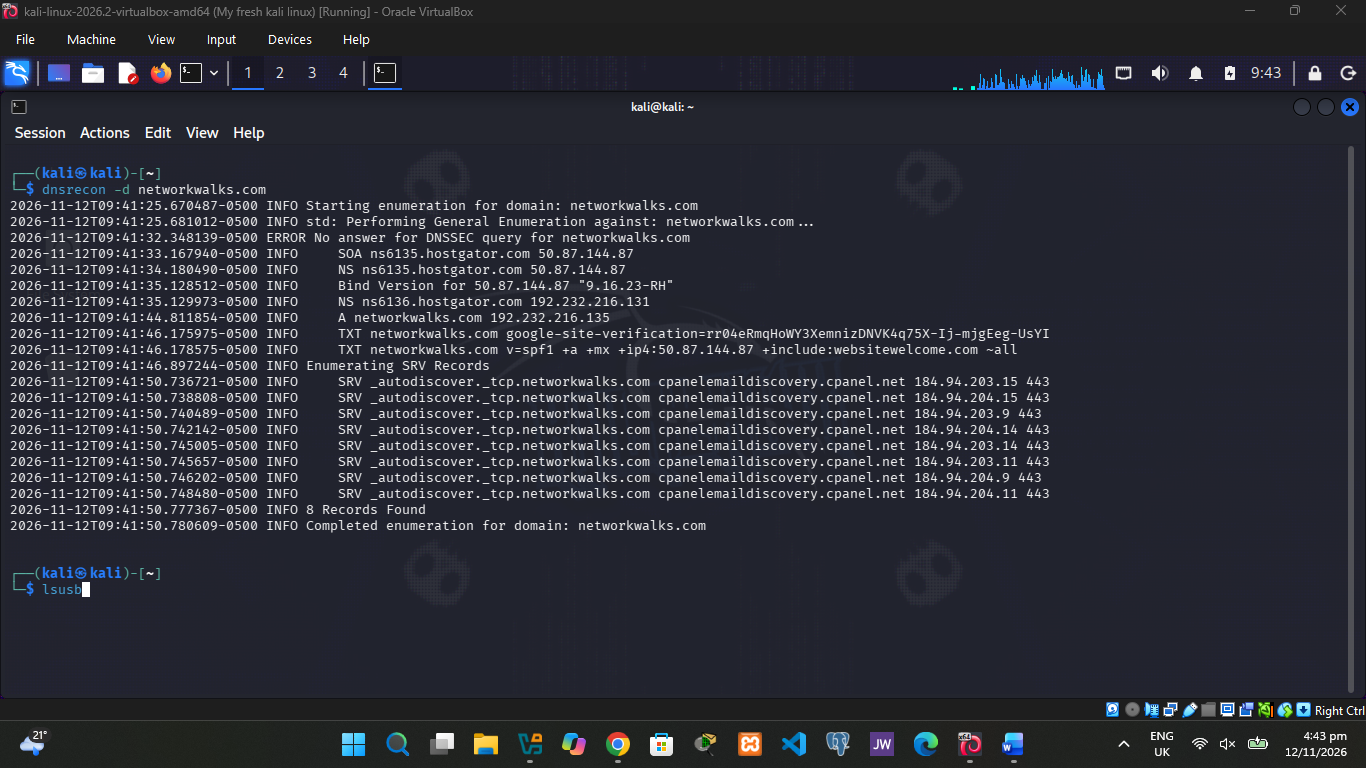 kali-linux-2026.2-virtualbox-amd64 (My fresh kali linux) [Running] - Oracle VirtualBox
File Machine View Input Devices Help
1 2 3 4 9:43
kali@kali: ~
Session Actions Edit View Help
┌──(kali㉿kali)-[~]
└─$ dnsrecon -d networkwalks.com
2026-11-12T09:41:25.670487-0500 INFO Starting enumeration for domain: networkwalks.com
2026-11-12T09:41:25.681012-0500 INFO std: Performing General Enumeration against: networkwalks.com...
2026-11-12T09:41:32.348139-0500 ERROR No answer for DNSSEC query for networkwalks.com
2026-11-12T09:41:33.167940-0500 INFO SOA ns6135.hostgator.com 50.87.144.87
2026-11-12T09:41:34.180490-0500 INFO NS ns6135.hostgator.com 50.87.144.87
2026-11-12T09:41:35.128512-0500 INFO Bind Version for 50.87.144.87 "9.16.23-RH"
2026-11-12T09:41:35.129973-0500 INFO NS ns6136.hostgator.com 192.232.216.131
2026-11-12T09:41:44.811854-0500 INFO A networkwalks.com 192.232.216.135
2026-11-12T09:41:46.175975-0500 INFO TXT networkwalks.com google-site-verification=rr04eRmqHoWY3XemnizDNVK4q75X-Ij-mjgEeg-UsYI
2026-11-12T09:41:46.178575-0500 INFO TXT networkwalks.com v=spf1 +a +mx +ip4:50.87.144.87 +include:websitewelcome.com ~all
2026-11-12T09:41:46.897244-0500 INFO Enumerating SRV Records
2026-11-12T09:41:50.736721-0500 INFO SRV _autodiscover._tcp.networkwalks.com cpanelemaildiscovery.cpanel.net 184.94.203.15 443
2026-11-12T09:41:50.738808-0500 INFO SRV _autodiscover._tcp.networkwalks.com cpanelemaildiscovery.cpanel.net 184.94.204.15 443
2026-11-12T09:41:50.740489-0500 INFO SRV _autodiscover._tcp.networkwalks.com cpanelemaildiscovery.cpanel.net 184.94.203.9 443
2026-11-12T09:41:50.742142-0500 INFO SRV _autodiscover._tcp.networkwalks.com cpanelemaildiscovery.cpanel.net 184.94.204.14 443
2026-11-12T09:41:50.745005-0500 INFO SRV _autodiscover._tcp.networkwalks.com cpanelemaildiscovery.cpanel.net 184.94.203.14 443
2026-11-12T09:41:50.745657-0500 INFO SRV _autodiscover._tcp.networkwalks.com cpanelemaildiscovery.cpanel.net 184.94.203.11 443
2026-11-12T09:41:50.746202-0500 INFO SRV _autodiscover._tcp.networkwalks.com cpanelemaildiscovery.cpanel.net 184.94.204.9 443
2026-11-12T09:41:50.748480-0500 INFO SRV _autodiscover._tcp.networkwalks.com cpanelemaildiscovery.cpanel.net 184.94.204.11 443
2026-11-12T09:41:50.777367-0500 INFO 8 Records Found
2026-11-12T09:41:50.780609-0500 INFO Completed enumeration for domain: networkwalks.com
┌──(kali㉿kali)-[~]
└─$ lsusb
Right Ctrl
21°
JW
ENG
UK
4:43 pm
12/11/2026